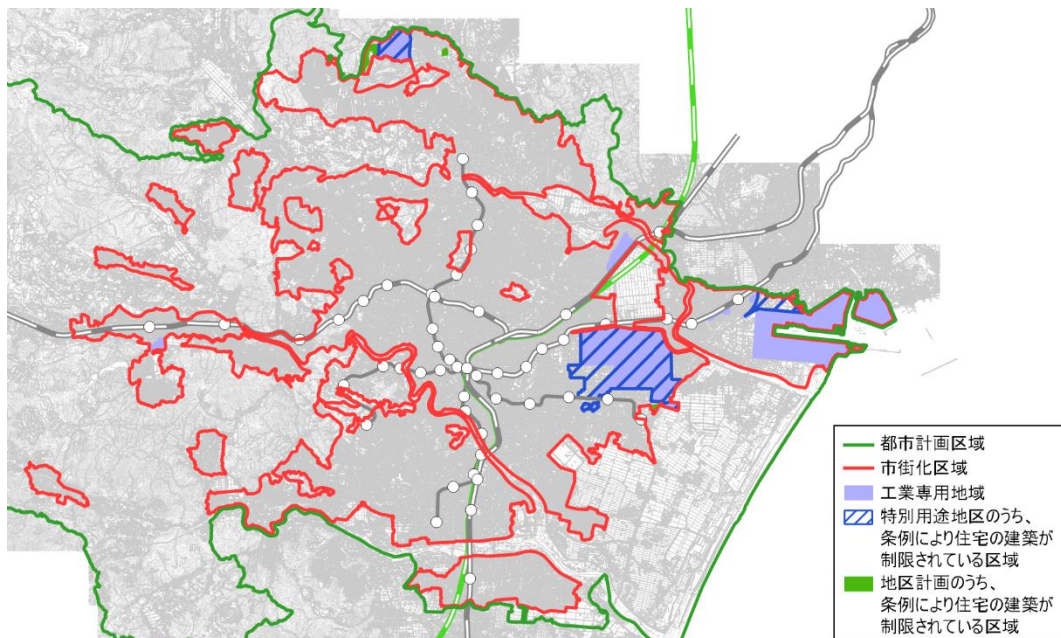 都市計画区域
市街化区域
工業専用地域
特別用途地区のうち、
条例により住宅の建築が
制限されている区域
地区計画のうち、
条例により住宅の建築が
制限されている区域